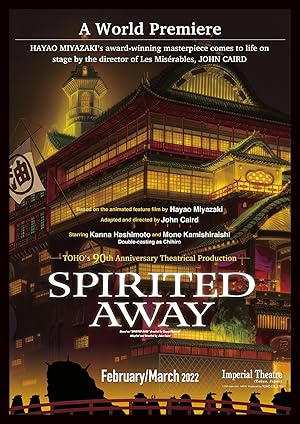 A World Premiere
HAYAO MIYAZAKI's award-winning masterpiece comes to life on
stage by the director of Les Misérables, JOHN CAIRD
油
Based on the animated feature film by Hayao Miyazaki
Adapted and directed by John Caird
Starring Kanna Hashimoto and Mone Kamishiraishi
Double-casting as Chihiro
TOHO's 90th Anniversary Theatrical Production
SPIRITED
AWAY
February/March 2022
Imperial Theatre
(Tokyo, Japan)